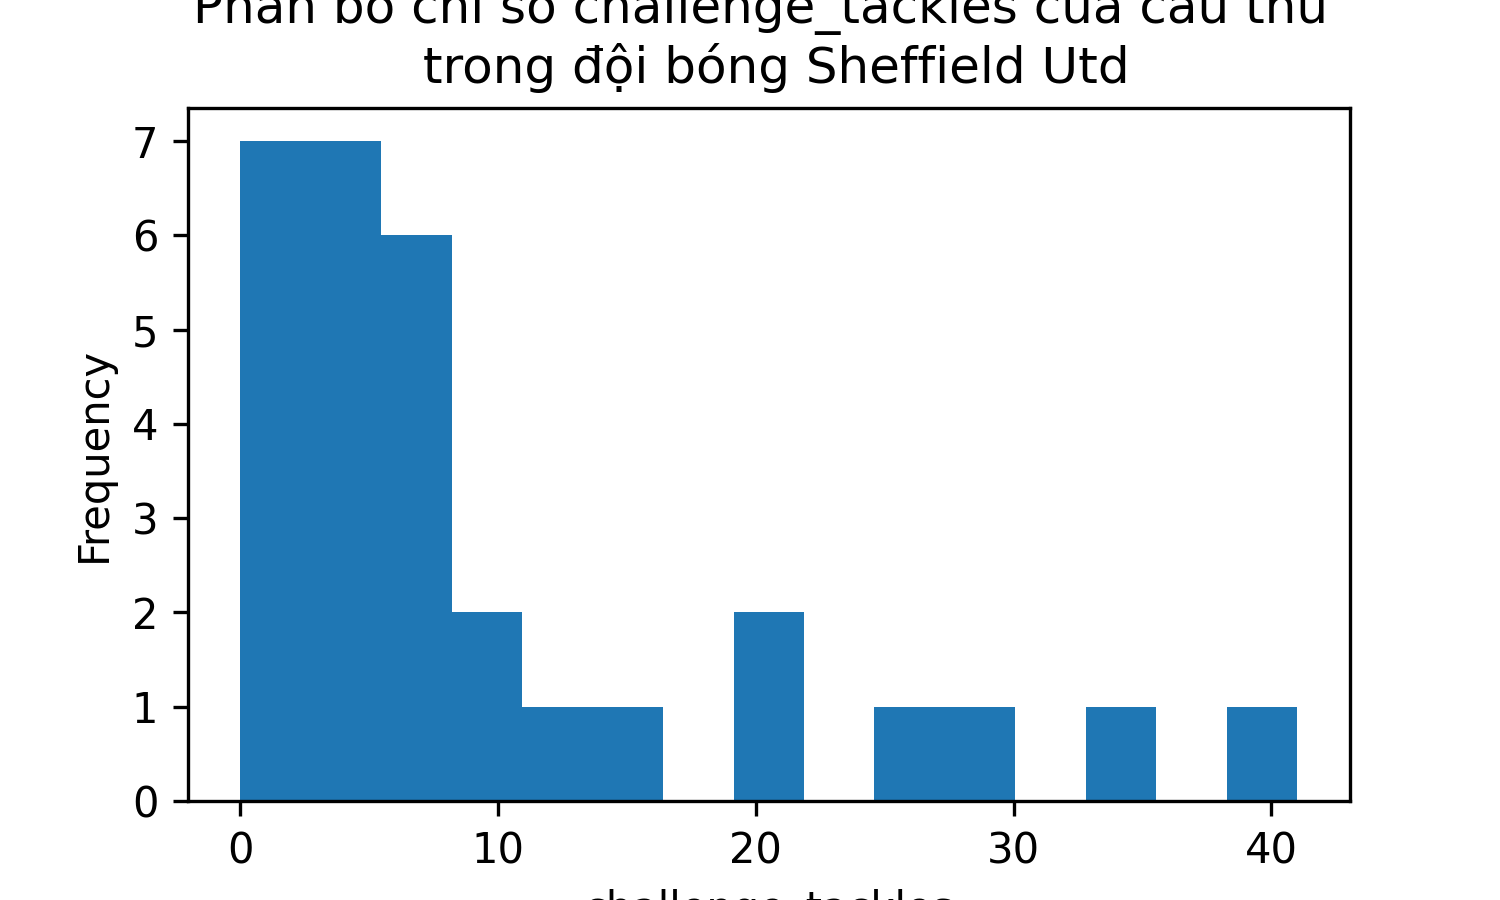 Phân bố chỉ số challenge_tackles của cầu thủ
trong đội bóng Sheffield Utd
7
6
5
4
3
2
1
0
Frequency
0 10 20 30 40
challenge_tackles